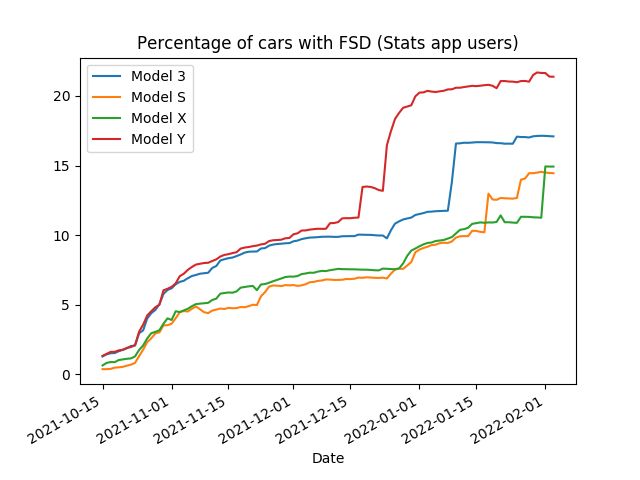 Percentage of cars with FSD (Stats app users)
Model 3
Model S
Model X
Model Y
20
15
10
5
0
2021-10-15
2021-11-01
2021-11-15
2021-12-01
2021-12-15
2022-01-01
2022-01-15
2022-02-01
Date